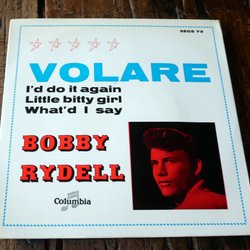 SEGS 73
VOLARE
I'd do it again
Little bitty girl
What'd I say
BOBBY
RYDELL
Columbia